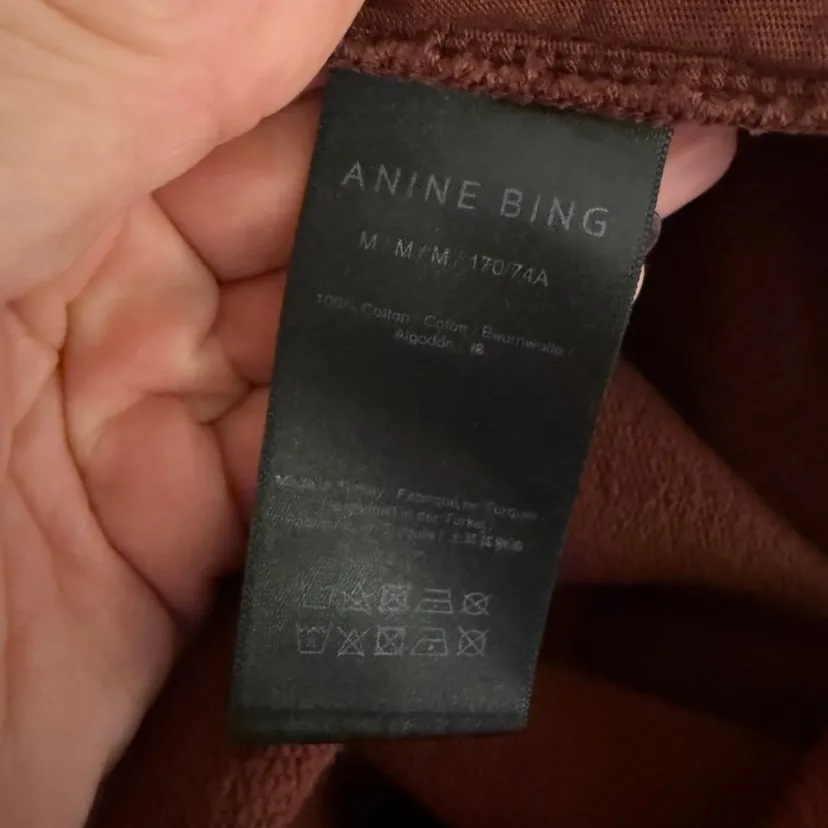 ANINE BING
M / M / M / 170/74A
100% Cotton / Coton / Baumwolle /
Algodón / 棉
Made in Turkey / Fabriqué en Turquie /
Hergestellt in der Türkei /